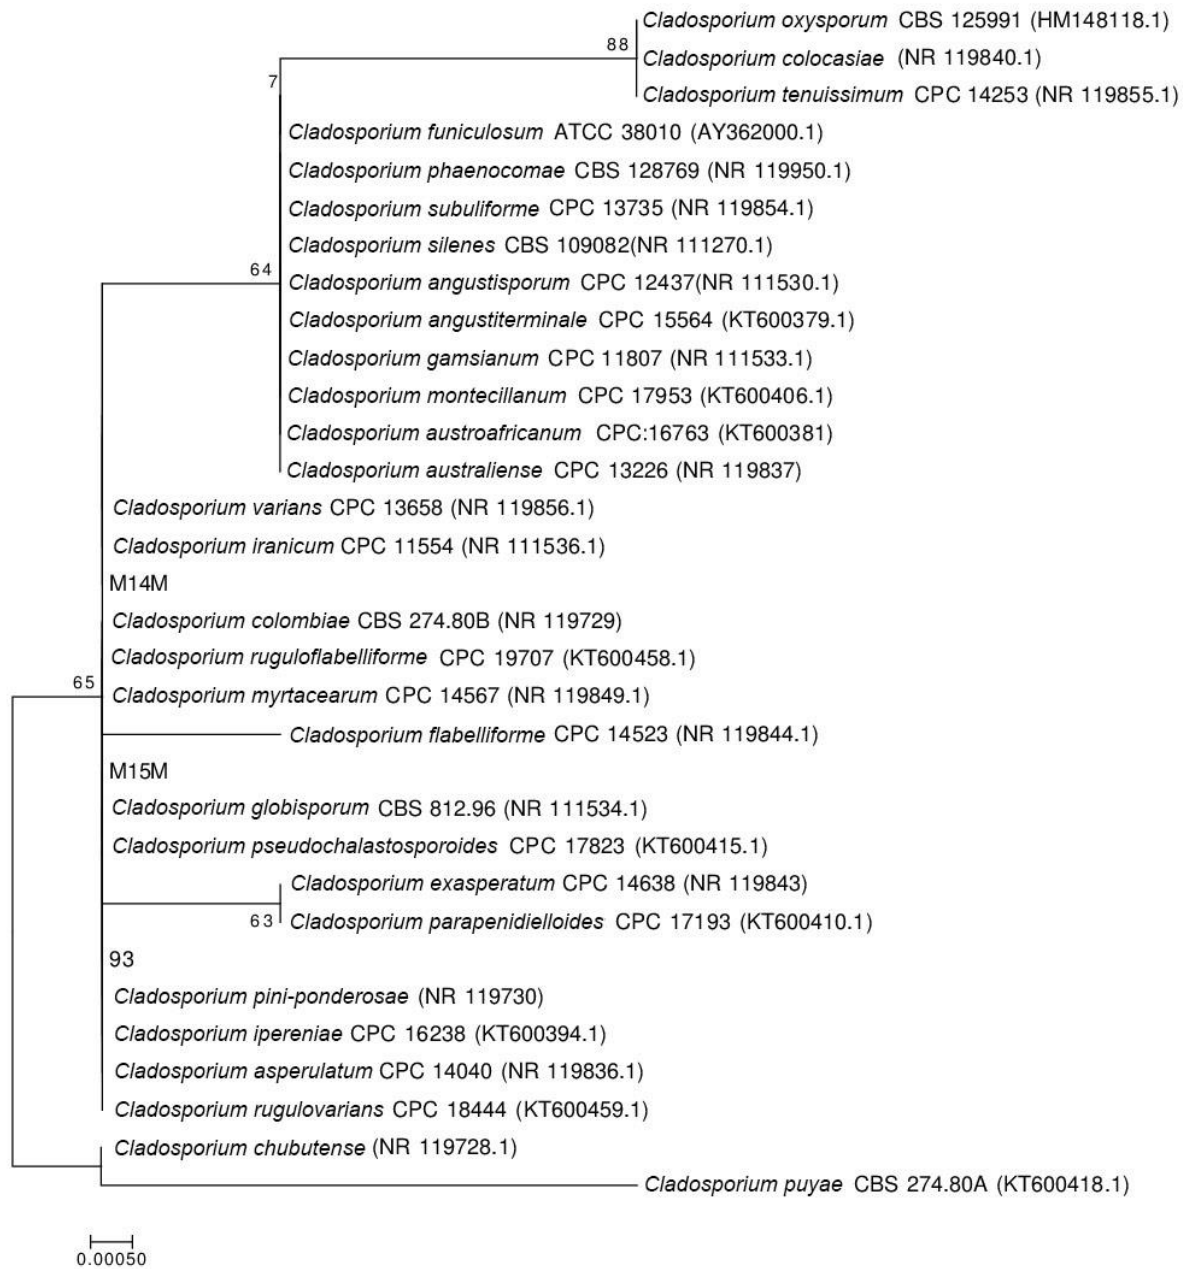 Cladosporium oxysporum CBS 125991 (HM148118.1)
88
Cladosporium colocasiae (NR 119840.1)
7
Cladosporium tenuissimum CPC 14253 (NR 119855.1)
Cladosporium funiculosum ATCC 38010 (AY362000.1)
Cladosporium phaenocomae CBS 128769 (NR 119950.1)
Cladosporium subuliforme CPC 13735 (NR 119854.1)
Cladosporium silenes CBS 109082(NR 111270.1)
64
Cladosporium angustisporum CPC 12437(NR 111530.1)
Cladosporium angustiterminale CPC 15564 (KT600379.1)
Cladosporium gamsianum CPC 11807 (NR 111533.1)
Cladosporium montecillanum CPC 17953 (KT600406.1)
Cladosporium austroafricanum CPC:16763 (KT600381)
Cladosporium australiense CPC 13226 (NR 119837)
Cladosporium varians CPC 13658 (NR 119856.1)
Cladosporium iranicum CPC 11554 (NR 111536.1)
M14M
Cladosporium colombiae CBS 274.80B (NR 119729)
Cladosporium ruguloflabelliforme CPC 19707 (KT600458.1)
65
Cladosporium myrtacearum CPC 14567 (NR 119849.1)
Cladosporium flabelliforme CPC 14523 (NR 119844.1)
M15M
Cladosporium globisporum CBS 812.96 (NR 111534.1)
Cladosporium pseudochalastosporoides CPC 17823 (KT600415.1)
Cladosporium exasperatum CPC 14638 (NR 119843)
63
Cladosporium parapenidielloides CPC 17193 (KT600410.1)
93
Cladosporium pini-ponderosae (NR 119730)
Cladosporium ipereniae CPC 16238 (KT600394.1)
Cladosporium asperulatum CPC 14040 (NR 119836.1)
Cladosporium rugulovarians CPC 18444 (KT600459.1)
Cladosporium chubutense (NR 119728.1)
Cladosporium puyae CBS 274.80A (KT600418.1)
0.00050